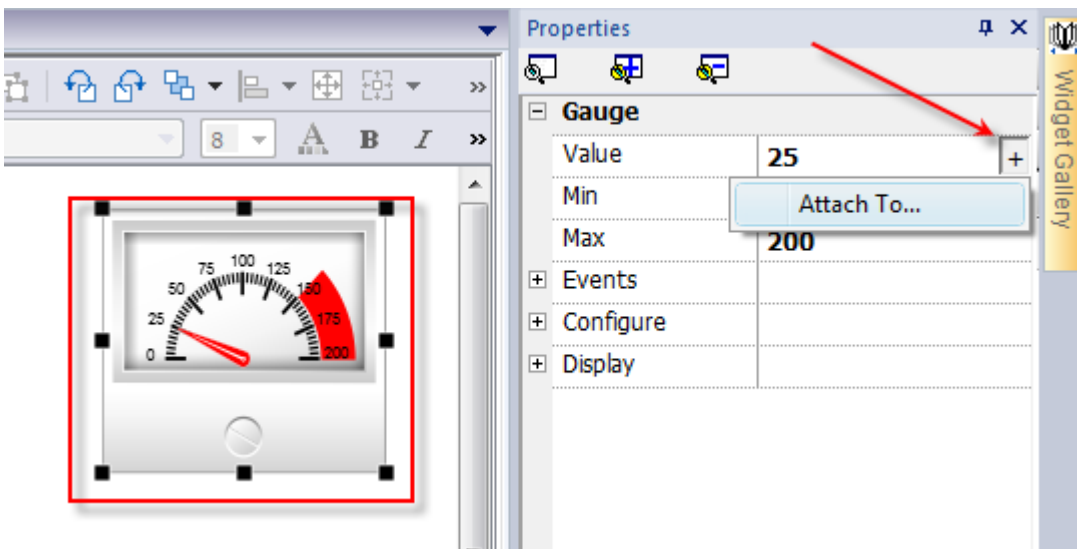 Properties
8 A B I
Gauge
Value 25 +
Min
Attach To...
Max 200
Events
Configure
Display
Widget Gallery
0
25
50
75
100
125
150
175
200